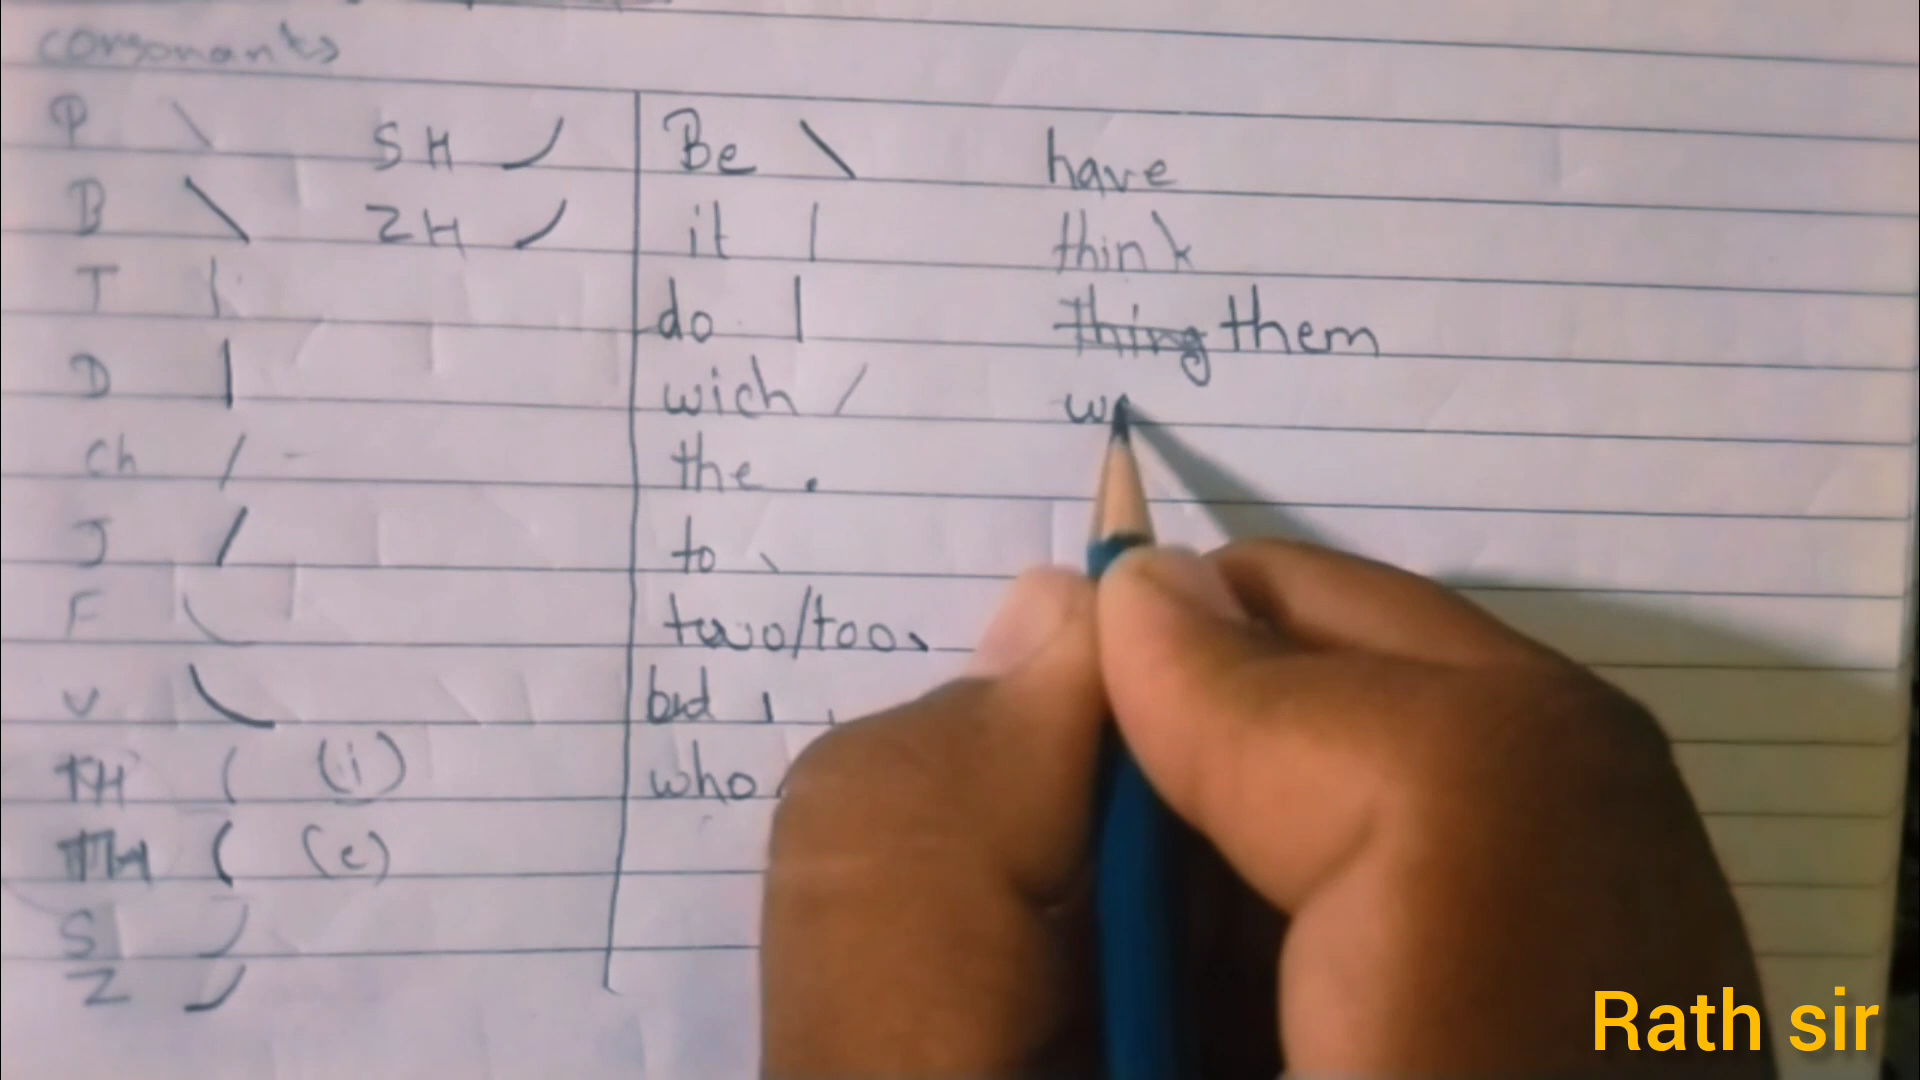 consonants
P \ SH Be \ have
B \ ZH it | think
T | do | thing them
D | wich / w
Ch / - the .
J / to \
F two/too \
V but
TH ( (i) who
TH ( (e)
S
Z
Rath sir